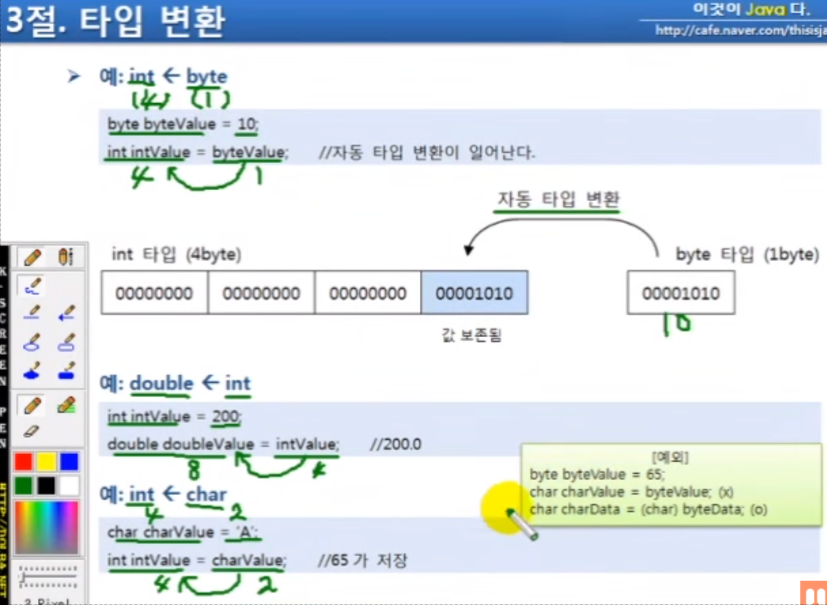 3절. 타입 변환
이것이 Java 다.
http://cafe.naver.com/thisisja
예: int ← byte
(4) (1)
byte byteValue = 10;
int intValue = byteValue; //자동 타입 변환이 일어난다.
4 1
자동 타입 변환
int 타입 (4byte)
byte 타입 (1byte)
00000000 00000000 00000000 00001010
00001010
10
값 보존됨
예: double ← int
int intValue = 200;
double doubleValue = intValue; //200.0
8 4
예: int ← char
4 2
char charValue = 'A';
int intValue = charValue; //65 가 저장
4 2
[예외]
byte byteValue = 65;
char charValue = byteValue; (x)
char charData = (char) byteData; (o)
K-SCREEN PEN
3 Pixel